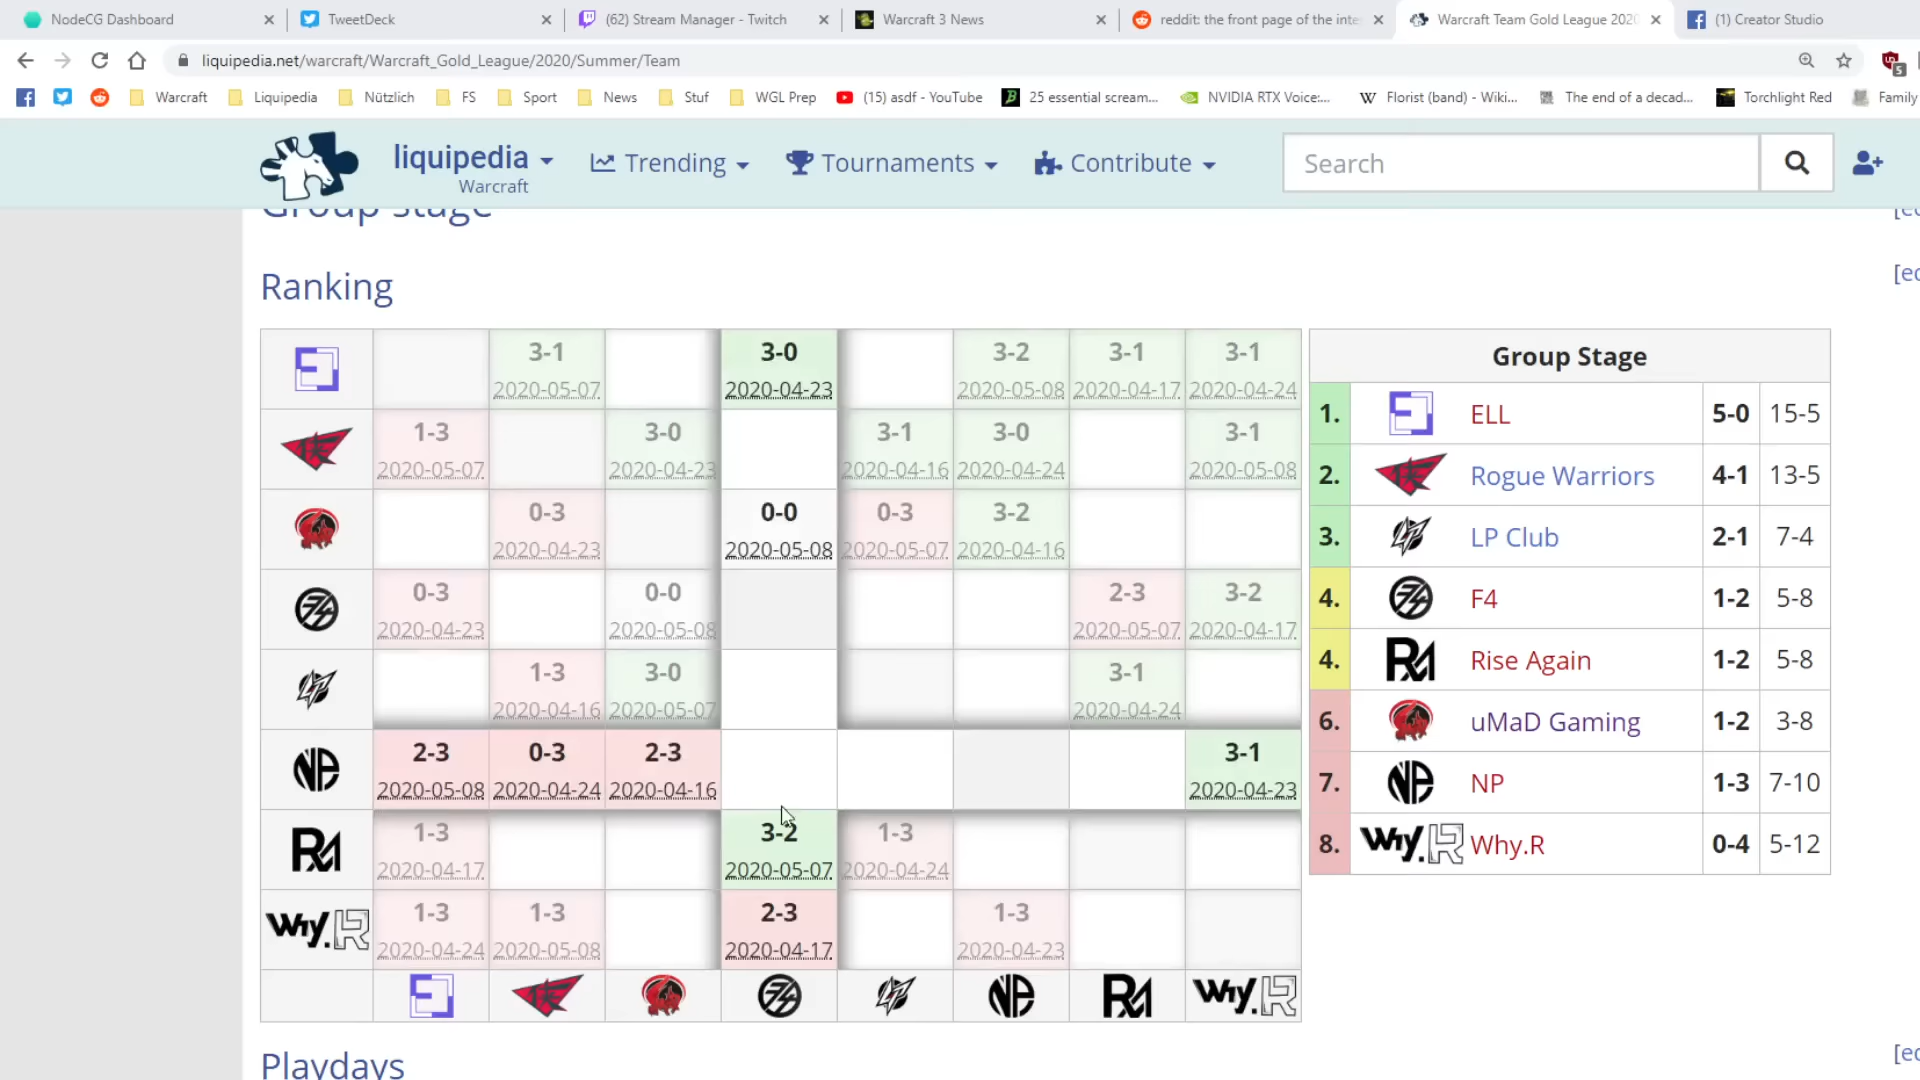 NodeCG Dashboard
TweetDeck
(62) Stream Manager - Twitch
Warcraft 3 News
reddit: the front page of the inte
Warcraft Team Gold League 2020
(1) Creator Studio
liquipedia.net/warcraft/Warcraft_Gold_League/2020/Summer/Team
5
Warcraft
Liquipedia
Nützlich
FS
Sport
News
Stuf
WGL Prep
(15) asdf - YouTube
25 essential scream...
NVIDIA RTX Voice:...
Florist (band) - Wiki...
The end of a decad...
Torchlight Red
Family
liquipedia
Warcraft
Trending
Tournaments
Contribute
Search
Group stage
Ranking
3-1 3-0 3-2 3-1 3-1
2020-05-07 2020-04-23 2020-05-08 2020-04-17 2020-04-24
1-3 3-0 3-1 3-0 3-1
2020-05-07 2020-04-23 2020-04-16 2020-04-24 2020-05-08
0-3 0-0 0-3 3-2
2020-04-23 2020-05-08 2020-05-07 2020-04-16
0-3 0-0 2-3 3-2
2020-04-23 2020-05-08 2020-05-07 2020-04-17
1-3 3-0 3-1
2020-04-16 2020-05-07 2020-04-24
2-3 0-3 2-3 3-1
2020-05-08 2020-04-24 2020-04-16 2020-04-23
1-3 3-2 1-3
2020-04-17 2020-05-07 2020-04-24
Why.R 1-3 1-3 2-3 1-3
2020-04-24 2020-05-08 2020-04-17 2020-04-23
Why.R
Group Stage
1. ELL 5-0 15-5
2. Rogue Warriors 4-1 13-5
3. LP Club 2-1 7-4
4. F4 1-2 5-8
4. Rise Again 1-2 5-8
6. uMaD Gaming 1-2 3-8
7. NP 1-3 7-10
8. Why.R Why.R 0-4 5-12
Playdays